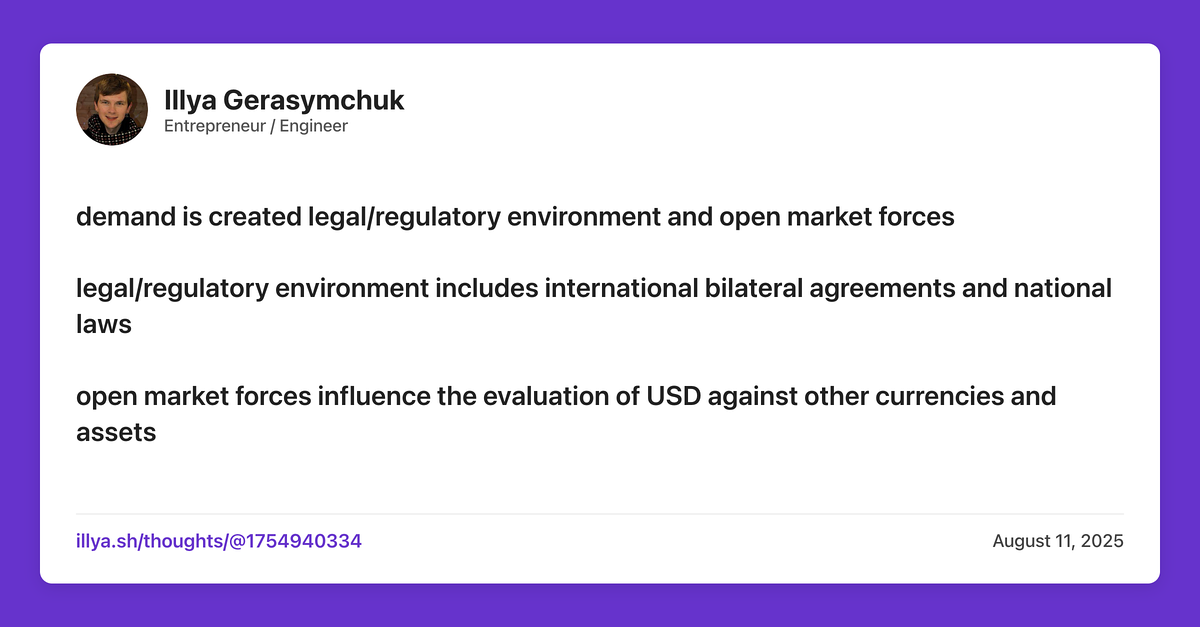 Illya Gerasymchuk
Entrepreneur / Engineer
demand is created legal/regulatory environment and open market forces
legal/regulatory environment includes international bilateral agreements and national
laws
open market forces influence the evaluation of USD against other currencies and
assets
illya.sh/thoughts/@1754940334
August 11, 2025